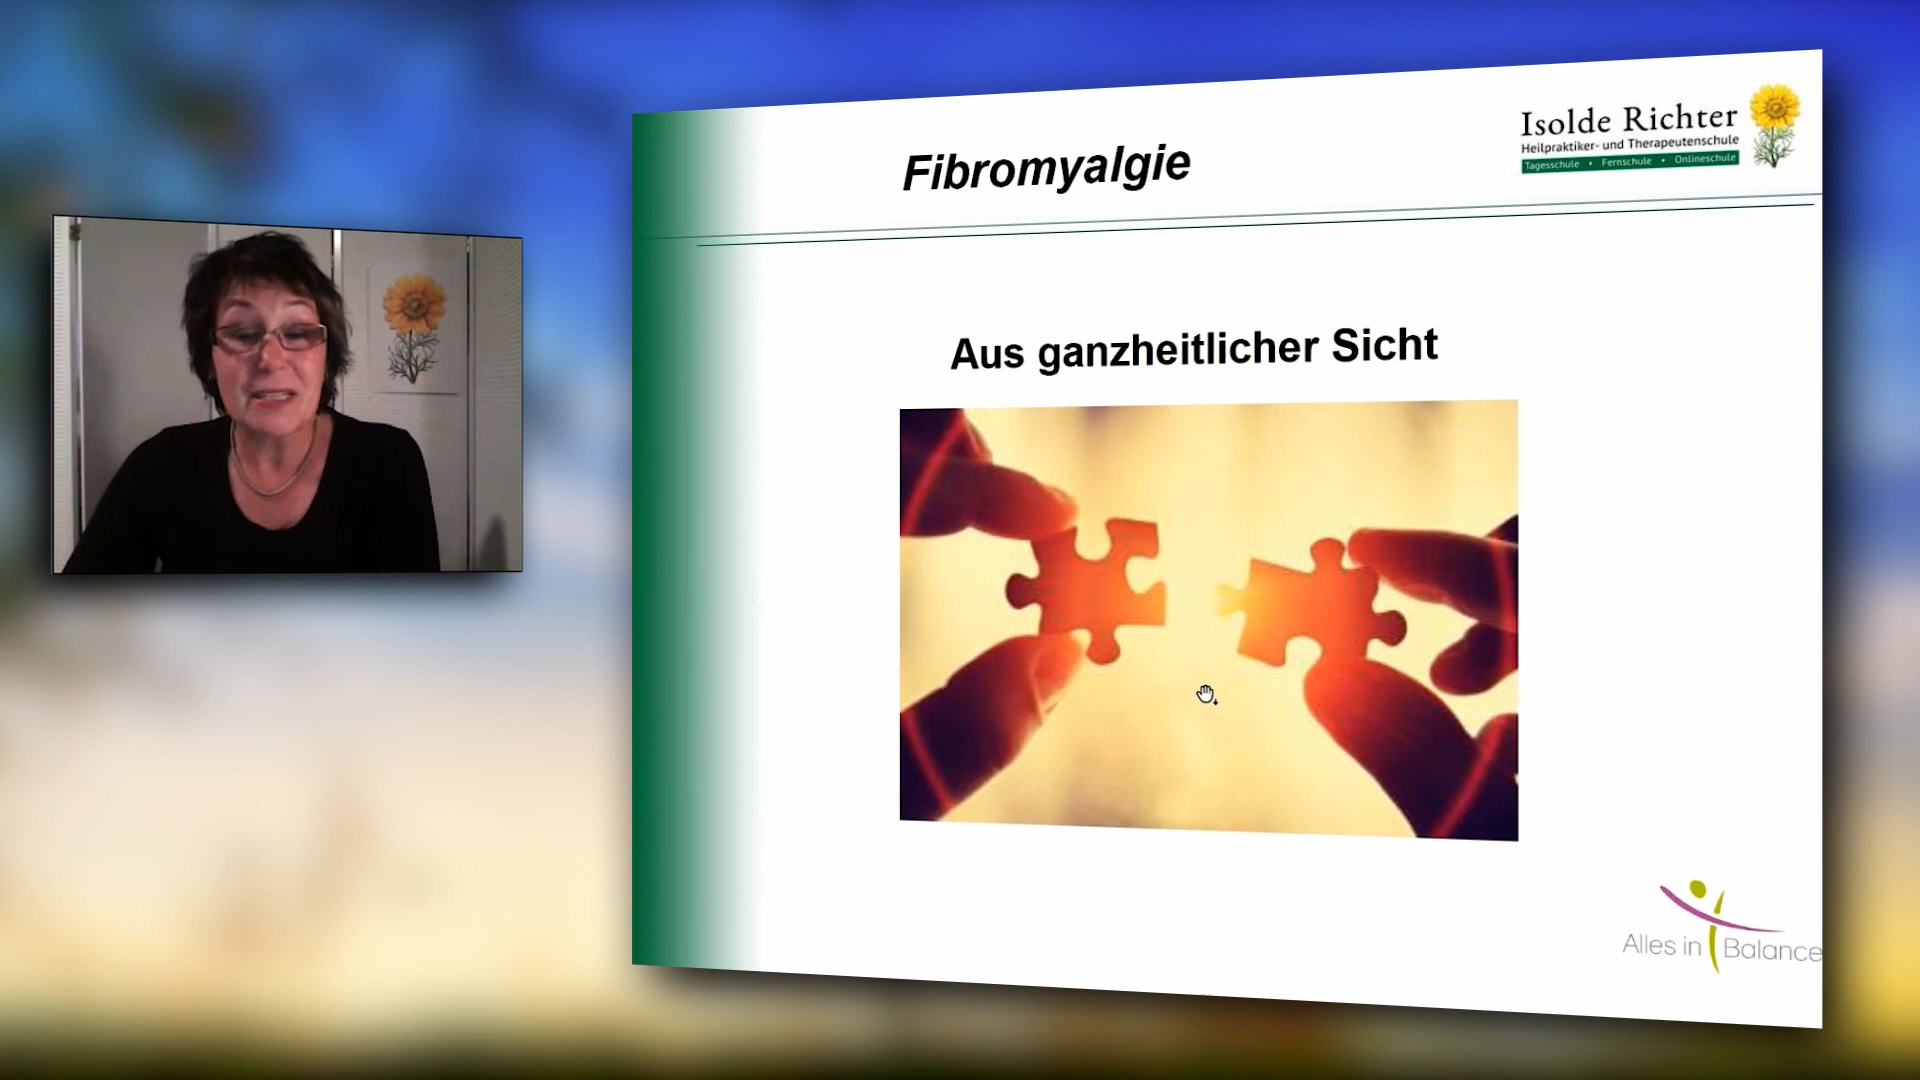 Fibromyalgie
Isolde Richter
Heilpraktiker- und Therapeutenschule
Tagesschule • Fernschule • Onlineschule
Aus ganzheitlicher Sicht
Alles in Balance